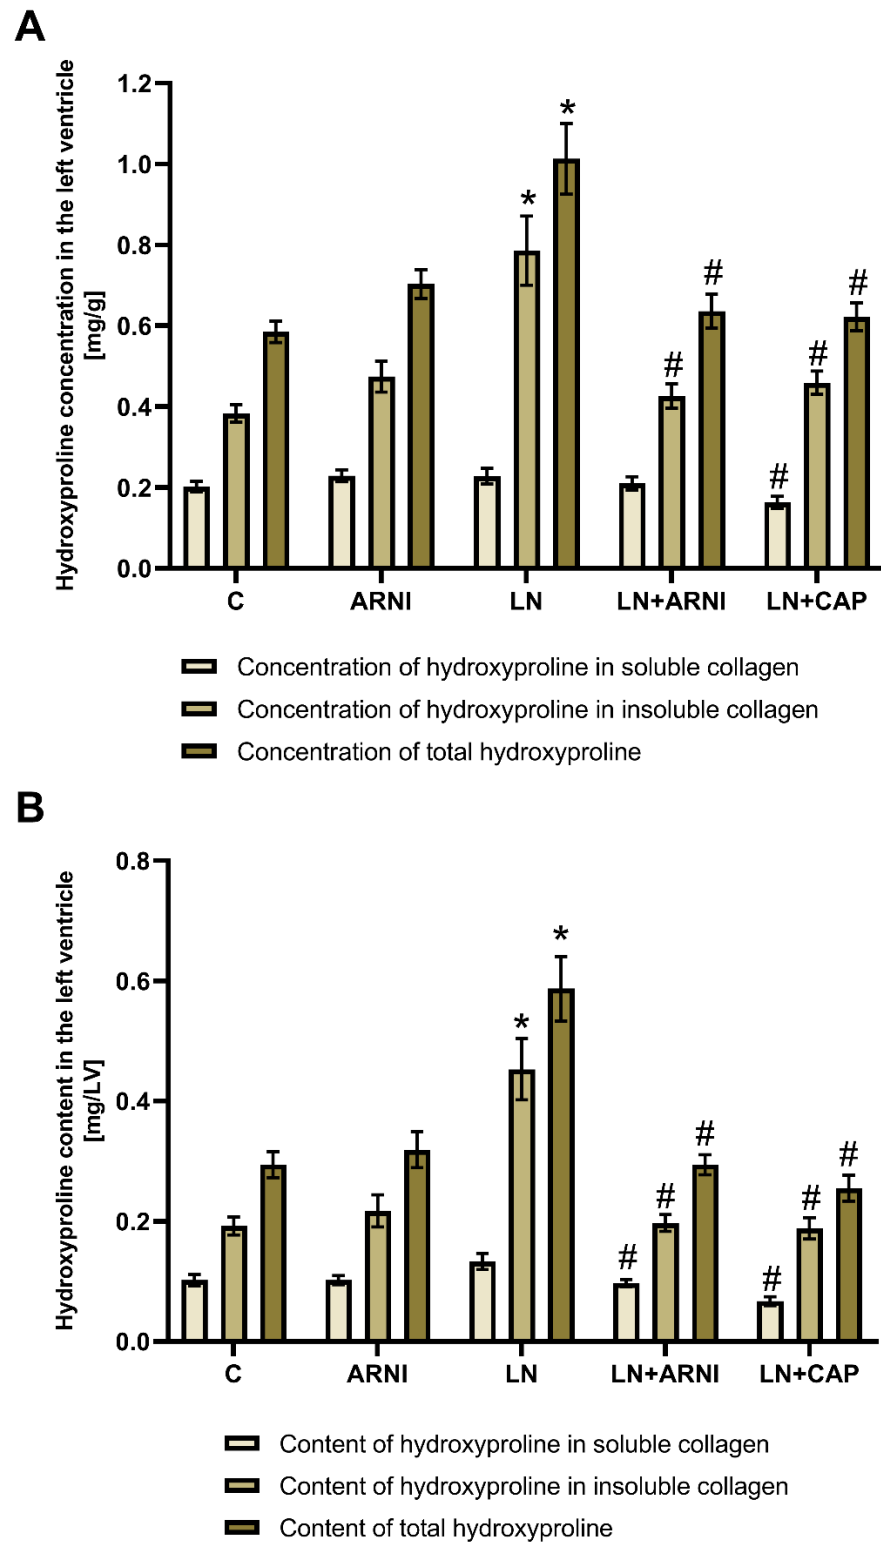 A
Hydroxyproline concentration in the left ventricle
[mg/g]
1.2
1.0
0.8
0.6
0.4
0.2
0.0
*
*
#
#
#
#
#
C ARNI LN LN+ARNI LN+CAP
Concentration of hydroxyproline in soluble collagen
Concentration of hydroxyproline in insoluble collagen
Concentration of total hydroxyproline
B
Hydroxyproline content in the left ventricle
[mg/LV]
0.8
0.6
0.4
0.2
0.0
*
*
#
#
#
#
#
#
C ARNI LN LN+ARNI LN+CAP
Content of hydroxyproline in soluble collagen
Content of hydroxyproline in insoluble collagen
Content of total hydroxyproline